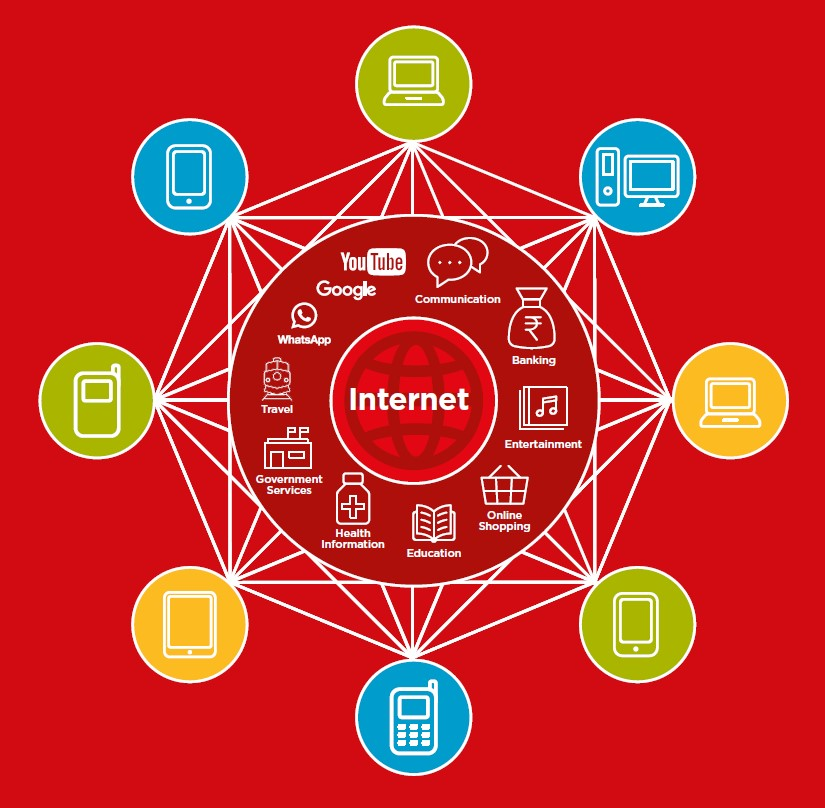 YouTube
Google
WhatsApp
Communication
₹
Banking
Travel
Internet
Entertainment
Government
Services
Health
Information
Education
Online
Shopping